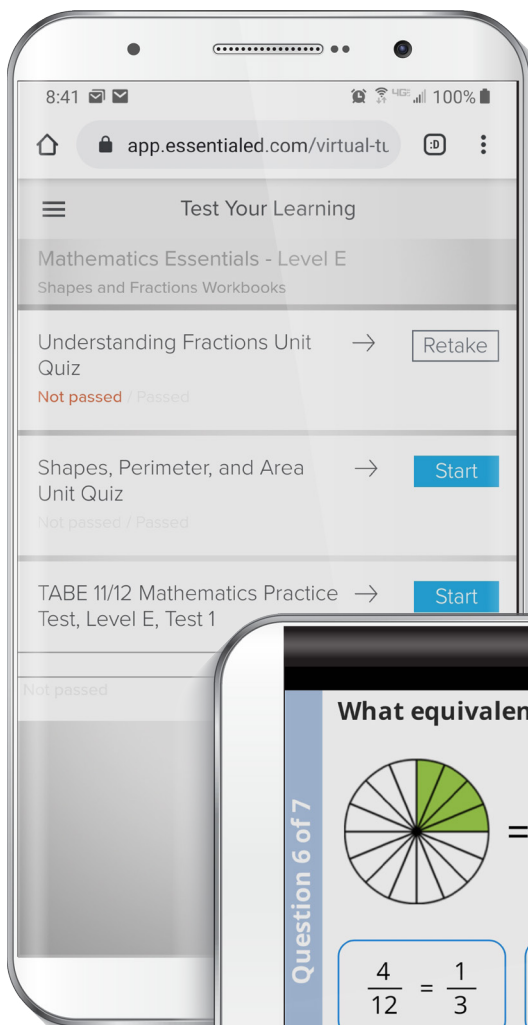 8:41
4GE
100%
app.essentialed.com/virtual-tu
:D
Test Your Learning
Mathematics Essentials - Level E
Shapes and Fractions Workbooks
Understanding Fractions Unit
Quiz
Retake
Not passed / Passed
Shapes, Perimeter, and Area
Unit Quiz
Start
Not passed / Passed
TABE 11/12 Mathematics Practice
Test, Level E, Test 1
Start
Not passed
Question 6 of 7
What equivalen
=
4/12 = 1/3